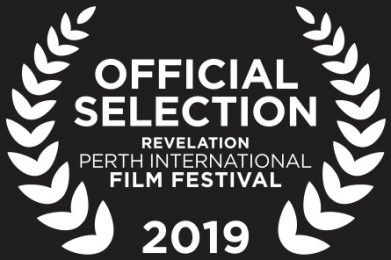 OFFICIAL
SELECTION
REVELATION
PERTH INTERNATIONAL
FILM FESTIVAL
2019